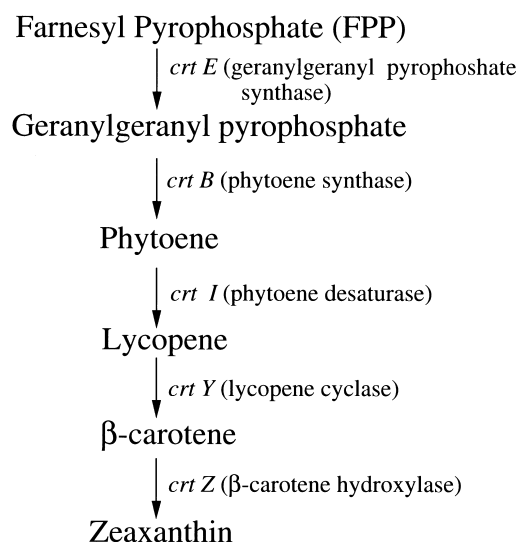 Farnesyl Pyrophosphate (FPP)
crt E (geranylgeranyl pyrophoshate
synthase)
Geranylgeranyl pyrophosphate
crt B (phytoene synthase)
Phytoene
crt I (phytoene desaturase)
Lycopene
crt Y (lycopene cyclase)
β-carotene
crt Z (β-carotene hydroxylase)
Zeaxanthin